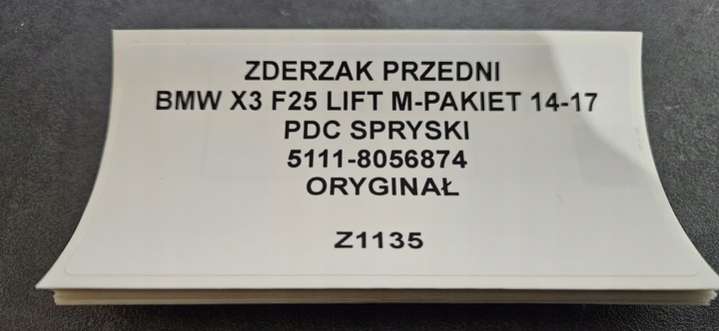 ZDERZAK PRZEDNI
BMW X3 F25 LIFT M-PAKIET 14-17
PDC SPRYSKI
5111-8056874
ORYGINAŁ
Z1135